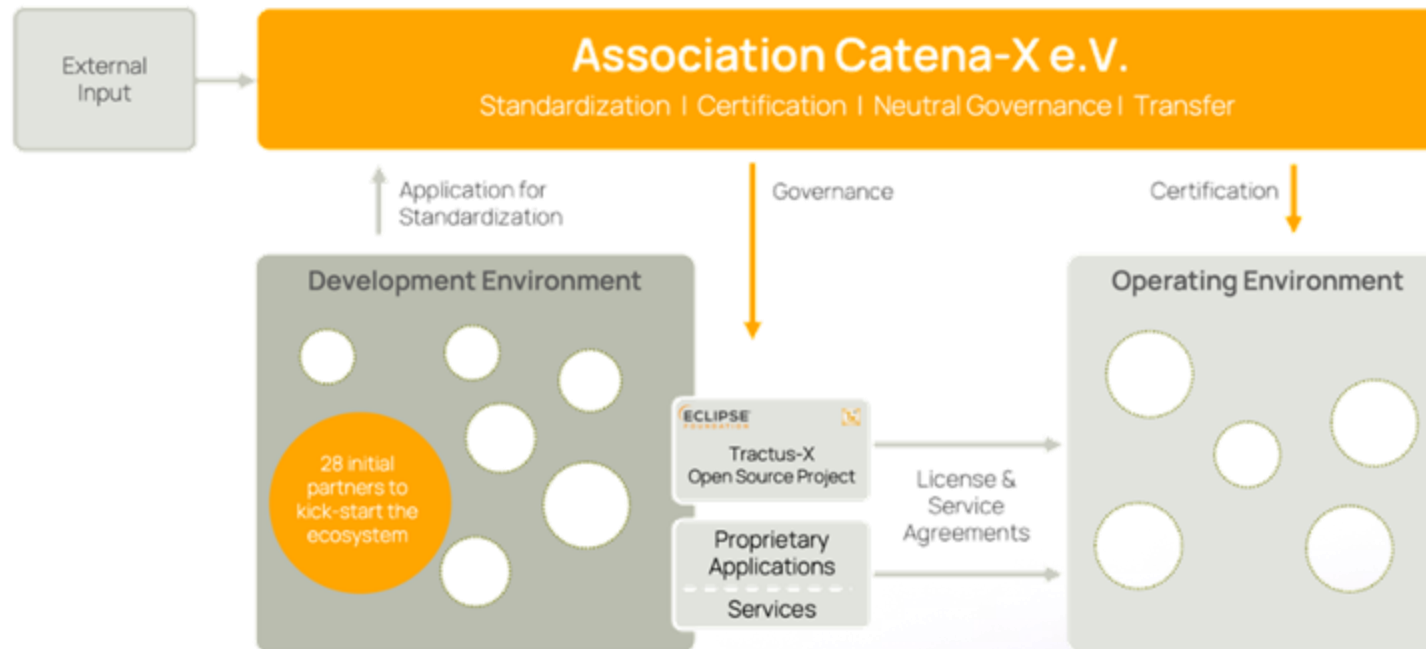 External
Input
Association Catena-X e.V.
Standardization | Certification | Neutral Governance | Transfer
Application for
Standardization
Governance
Certification
Development Environment
Operating Environment
28 initial
partners to
kick-start the
ecosystem
ECLIPSE
FOUNDATION
Tractus-X
Open Source Project
License &
Service
Agreements
Proprietary
Applications
Services